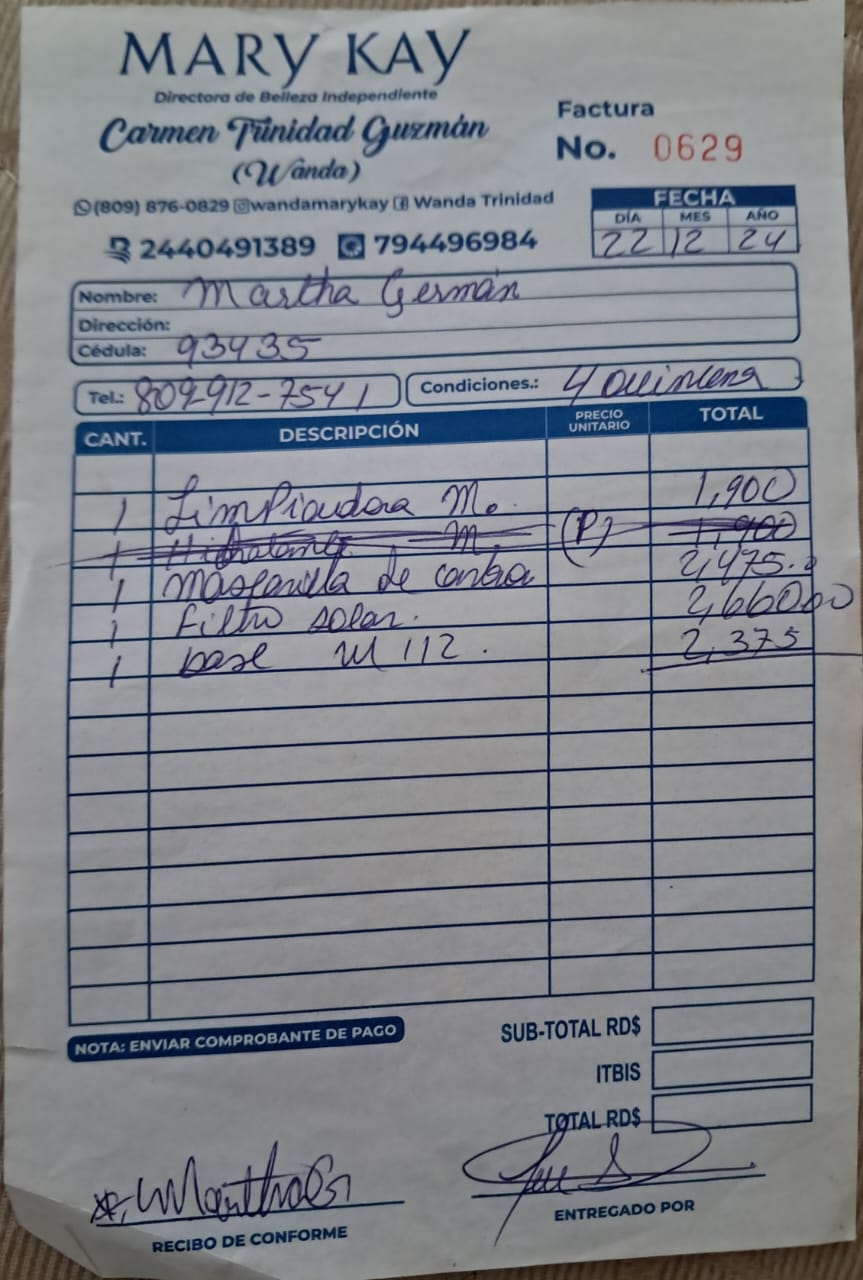 MARY KAY
Directora de Belleza Independiente
Carmen Trinidad Guzmán
(Wanda)
Factura
No. 0629
(809) 876-0829 wandamarykay Wanda Trinidad
2440491389 794496984
FECHA
DÍA MES AÑO
22 12 24
Nombre: Martha Germán
Dirección:
Cédula: 93435
Tel.: 809-912-7541
Condiciones.: 4 quincena
CANT. DESCRIPCIÓN PRECIO UNITARIO TOTAL
1 Limpiadora M. 1,900
1 Hidratante M. (P) 1,900
1 mascarilla de carbon 2,475.0
1 Filtro solar. 2,660.00
1 base M 112. 2,375
NOTA: ENVIAR COMPROBANTE DE PAGO
SUB-TOTAL RD$
ITBIS
TOTAL RD$
Martha G
RECIBO DE CONFORME
ENTREGADO POR